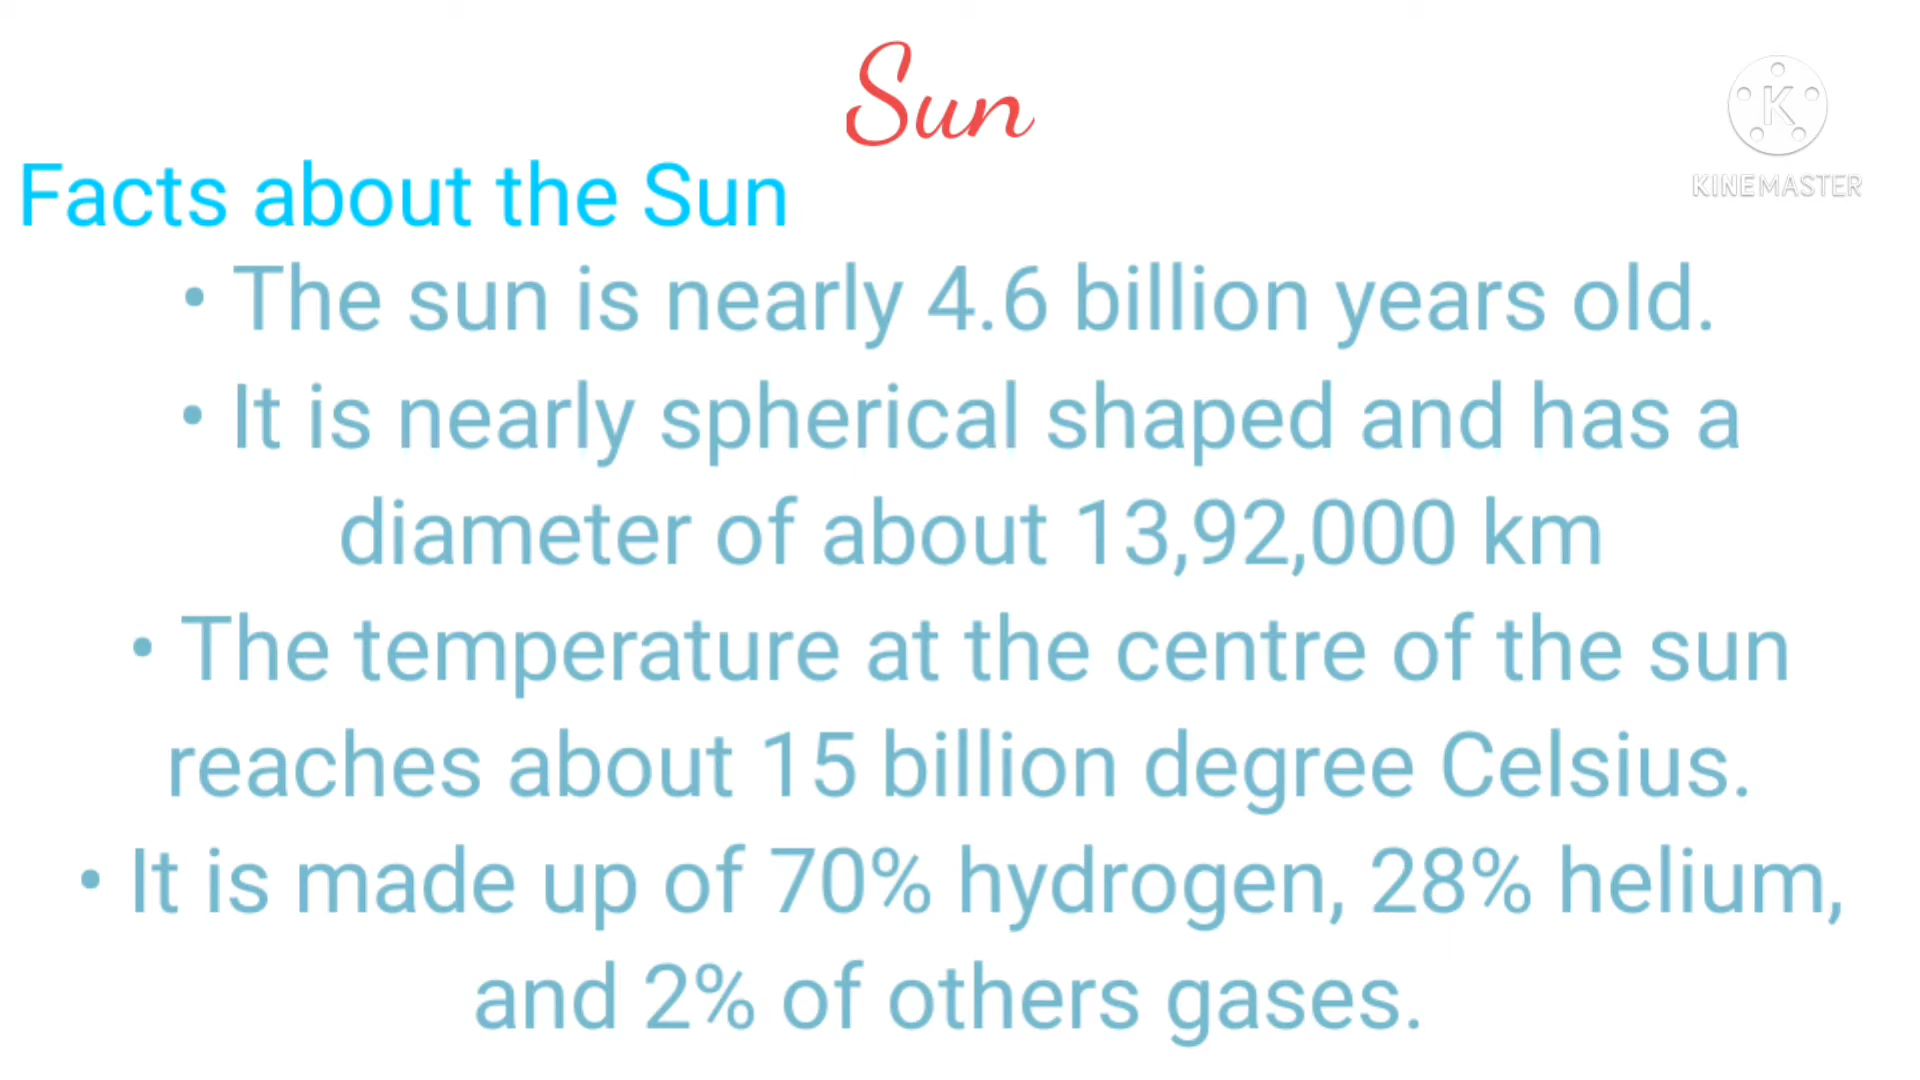 Sun
K
KINEMASTER
Facts about the Sun
• The sun is nearly 4.6 billion years old.
• It is nearly spherical shaped and has a
diameter of about 13,92,000 km
• The temperature at the centre of the sun
reaches about 15 billion degree Celsius.
• It is made up of 70% hydrogen, 28% helium,
and 2% of others gases.